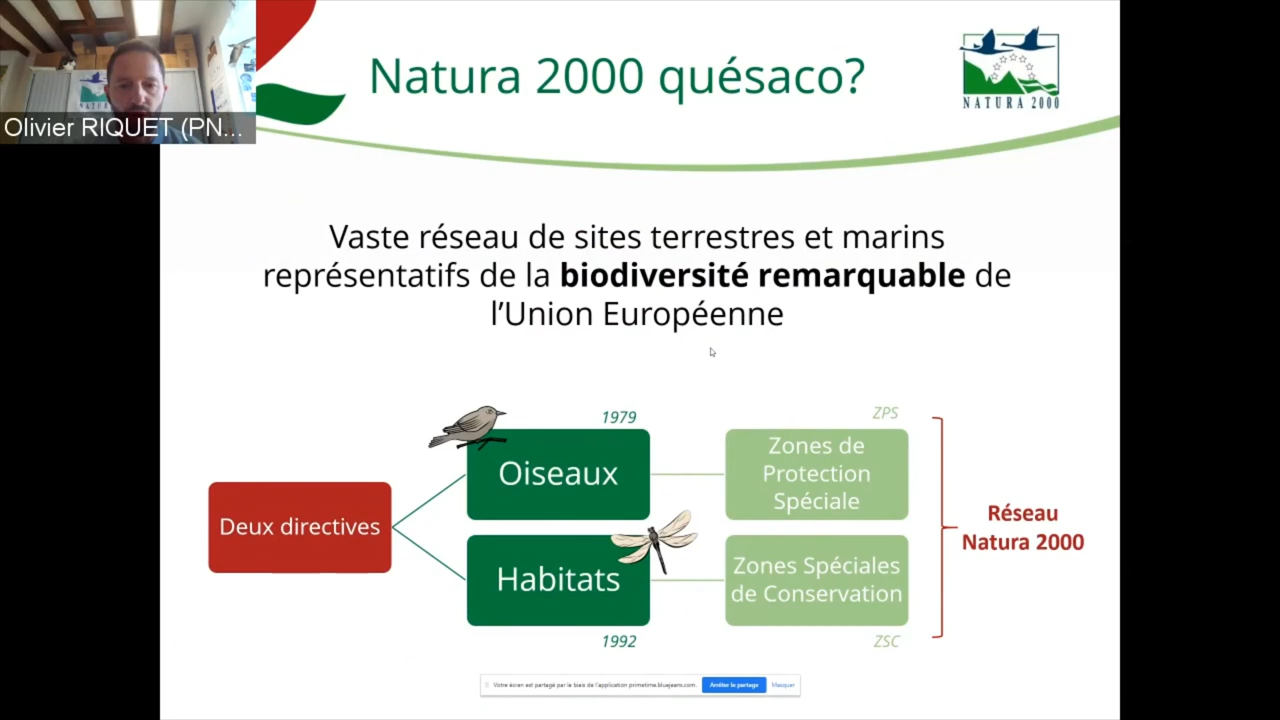 Natura 2000 quésaco?
NATURA 2000
NATURA
Olivier RIQUET (PN...
Vaste réseau de sites terrestres et marins
représentatifs de la biodiversité remarquable de
l’Union Européenne
Deux directives
1979
Oiseaux
Habitats
1992
ZPS
Zones de
Protection
Spéciale
Zones Spéciales
de Conservation
ZSC
Réseau
Natura 2000
Votre écran est partagé par le biais de l'application primetime.bluejeans.com.
Arrêter le partage
Masquer